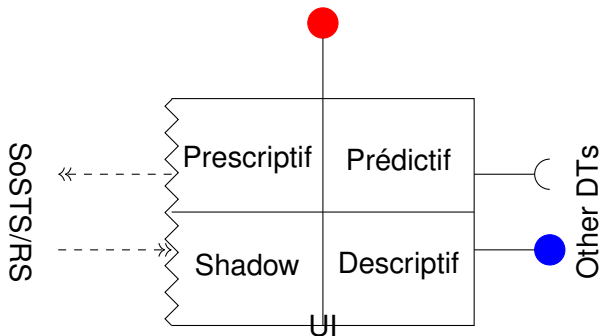 Prescriptif
Prédictif
SoSTS/RS
Other DTs
Shadow
Descriptif
UI